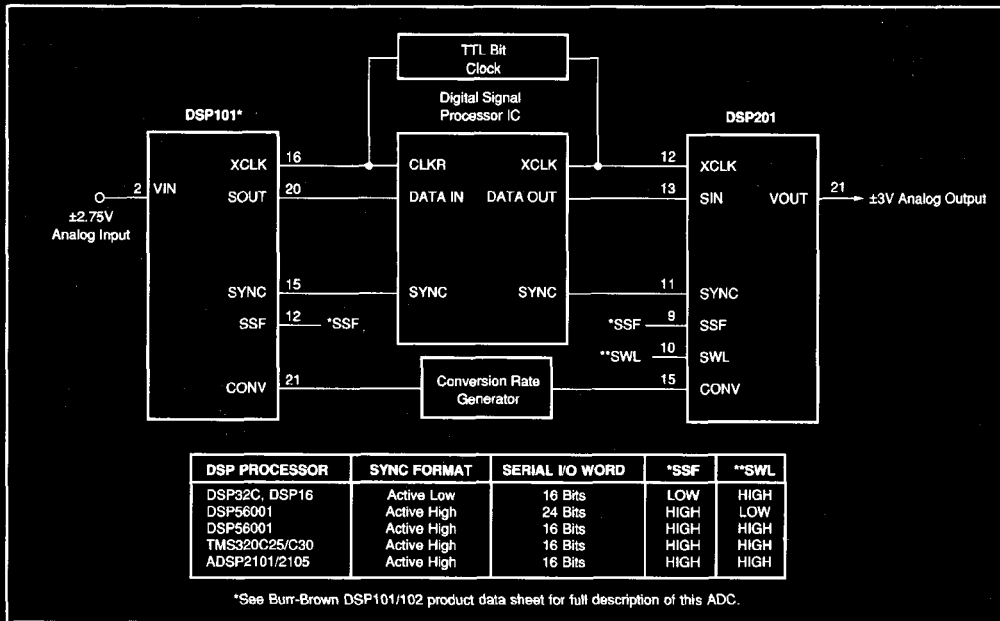 TTL Bit
Clock
Digital Signal
Processor IC
DSP101*
DSP201
XCLK 16 CLKR XCLK 12 XCLK
2 VIN SOUT 20 DATA IN DATA OUT 13 SIN VOUT 21 ±3V Analog Output
±2.75V
Analog Input
SYNC 15 SYNC SYNC 11 SYNC
SSF 12 *SSF *SSF 9 SSF
**SWL 10 SWL
CONV 21 Conversion Rate
Generator 15 CONV
DSP PROCESSOR SYNC FORMAT SERIAL I/O WORD *SSF **SWL
DSP32C, DSP16 Active Low 16 Bits LOW HIGH
DSP56001 Active High 24 Bits HIGH LOW
DSP56001 Active High 16 Bits HIGH HIGH
TMS320C25/C30 Active High 16 Bits HIGH HIGH
ADSP2101/2105 Active High 16 Bits HIGH HIGH
*See Burr-Brown DSP101/102 product data sheet for full description of this ADC.